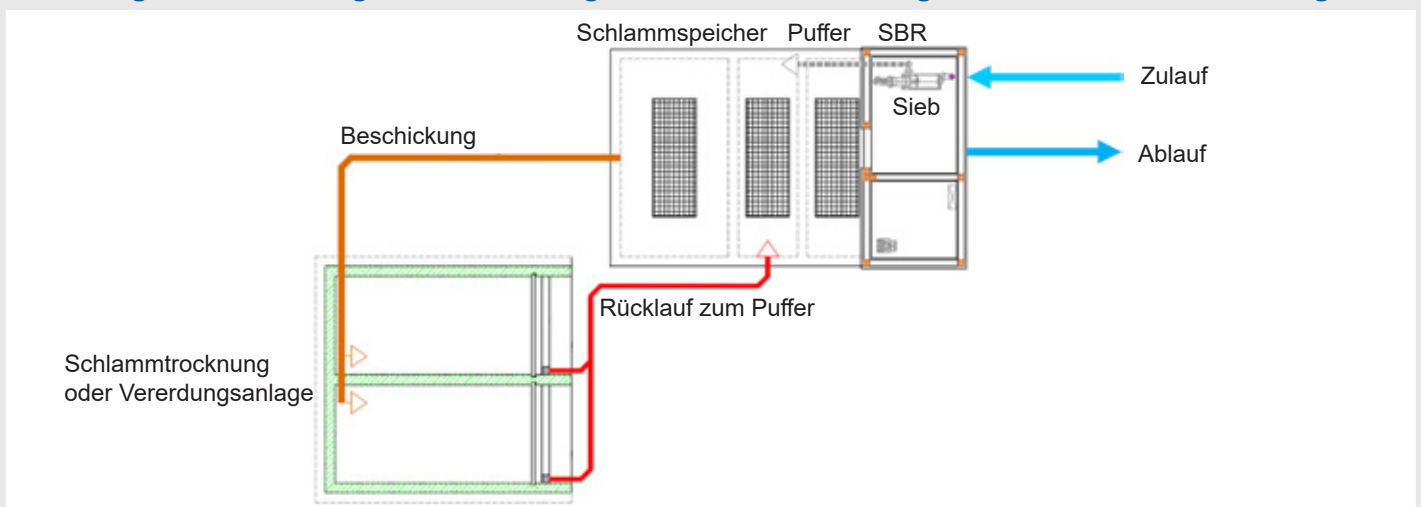 Schlammspeicher Puffer SBR
Zulauf
Sieb
Beschickung
Ablauf
Rücklauf zum Puffer
Schlammtrocknung
oder Vererdungsanlage